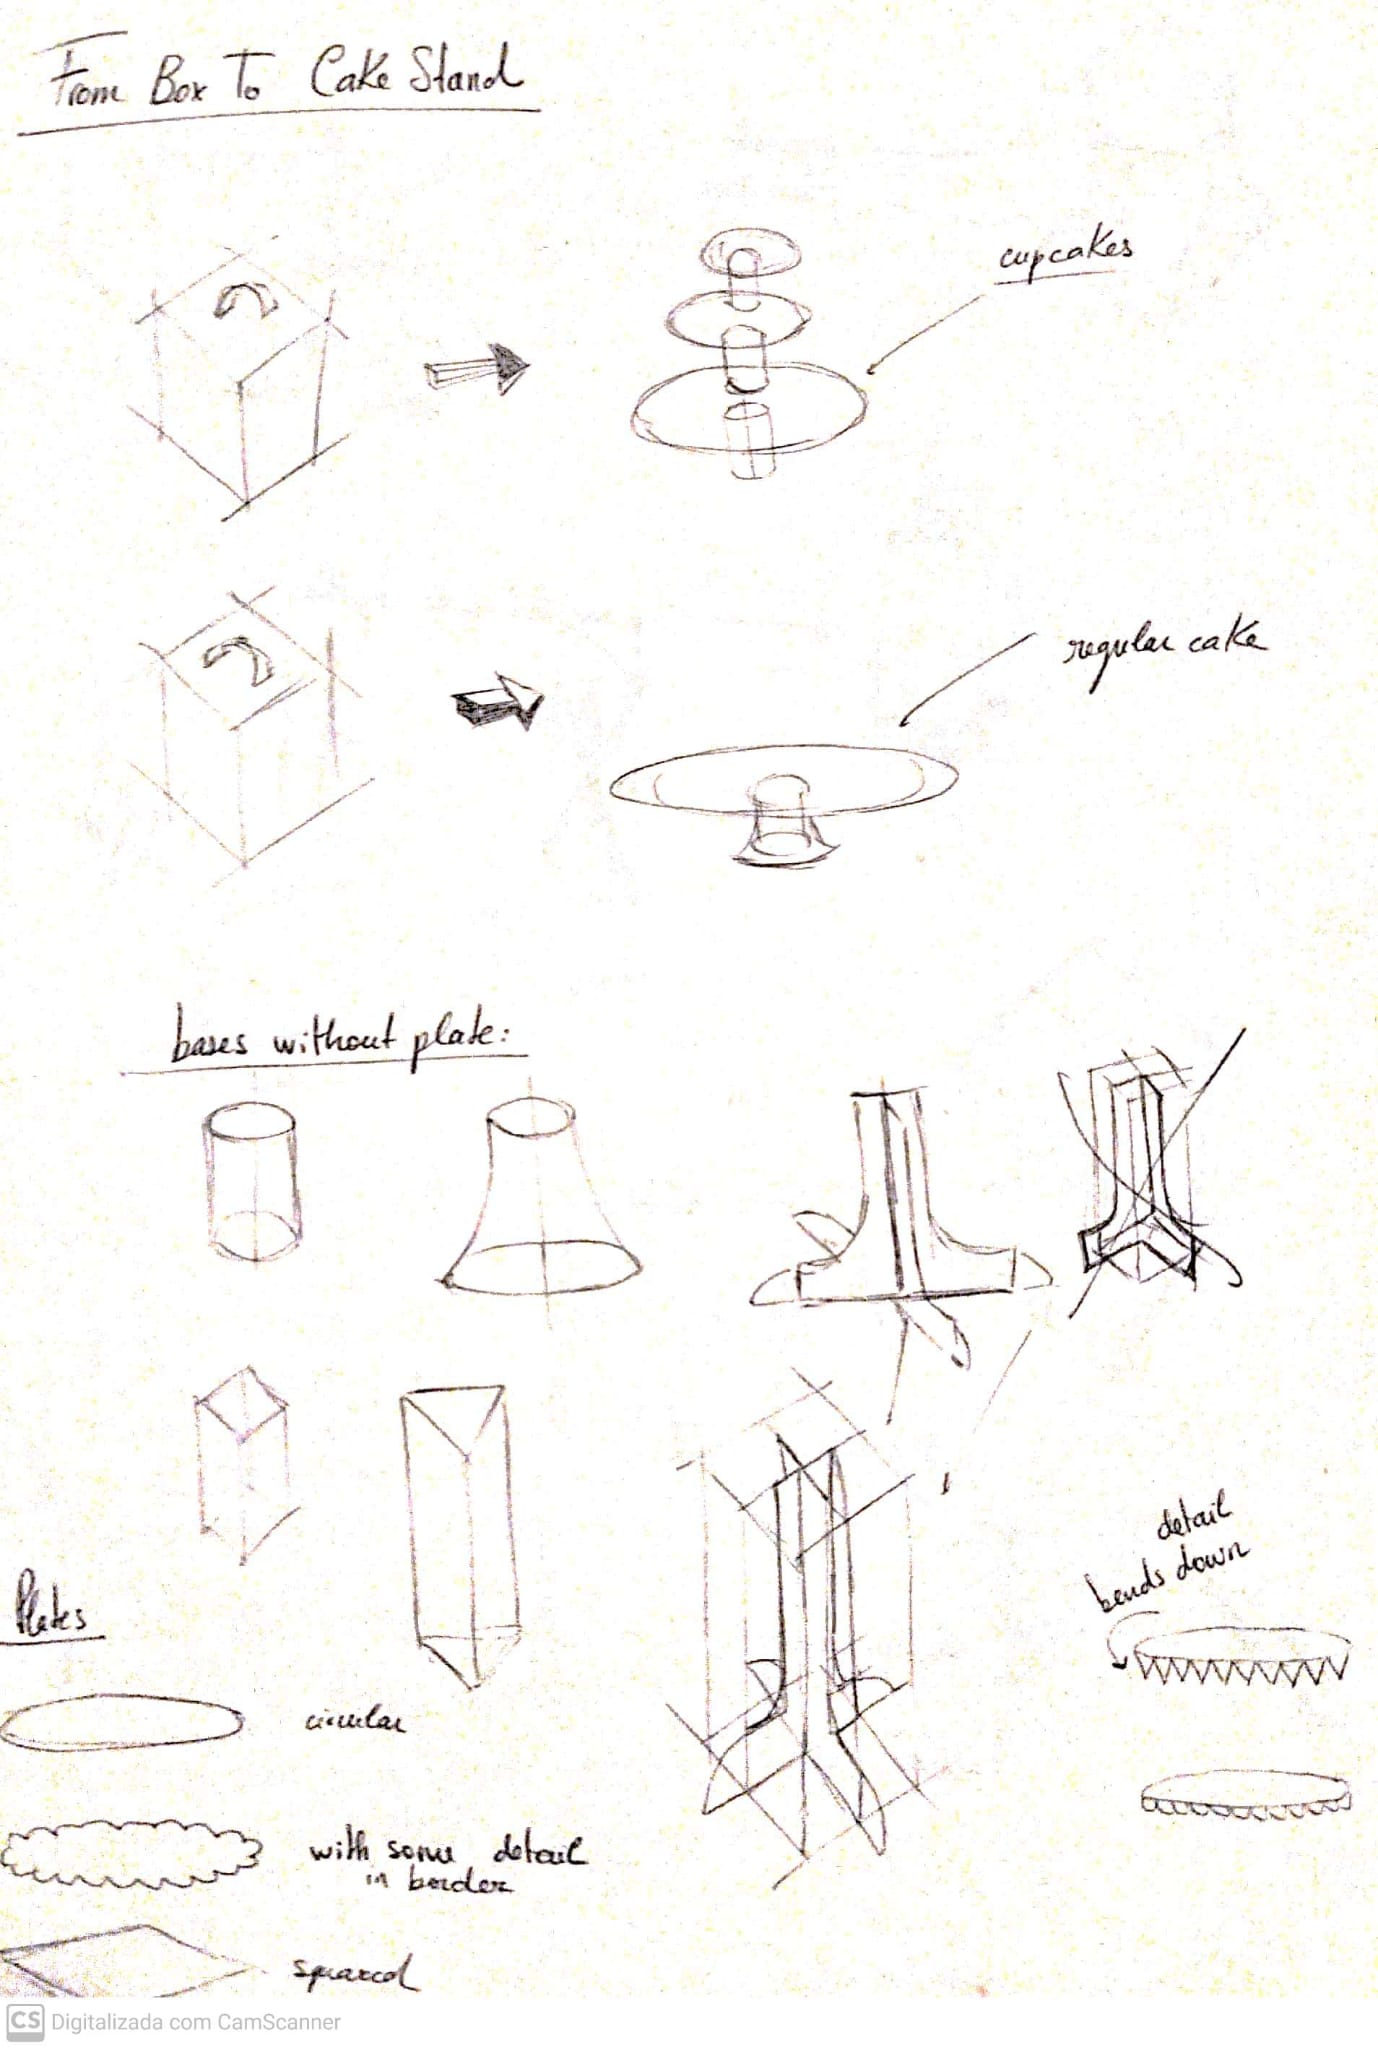 From Box To Cake Stand
cupcakes
regular cake
bases without plate:
detail
bends down
Plates
circular
with some detail
in border
squared
CS Digitalizada com CamScanner